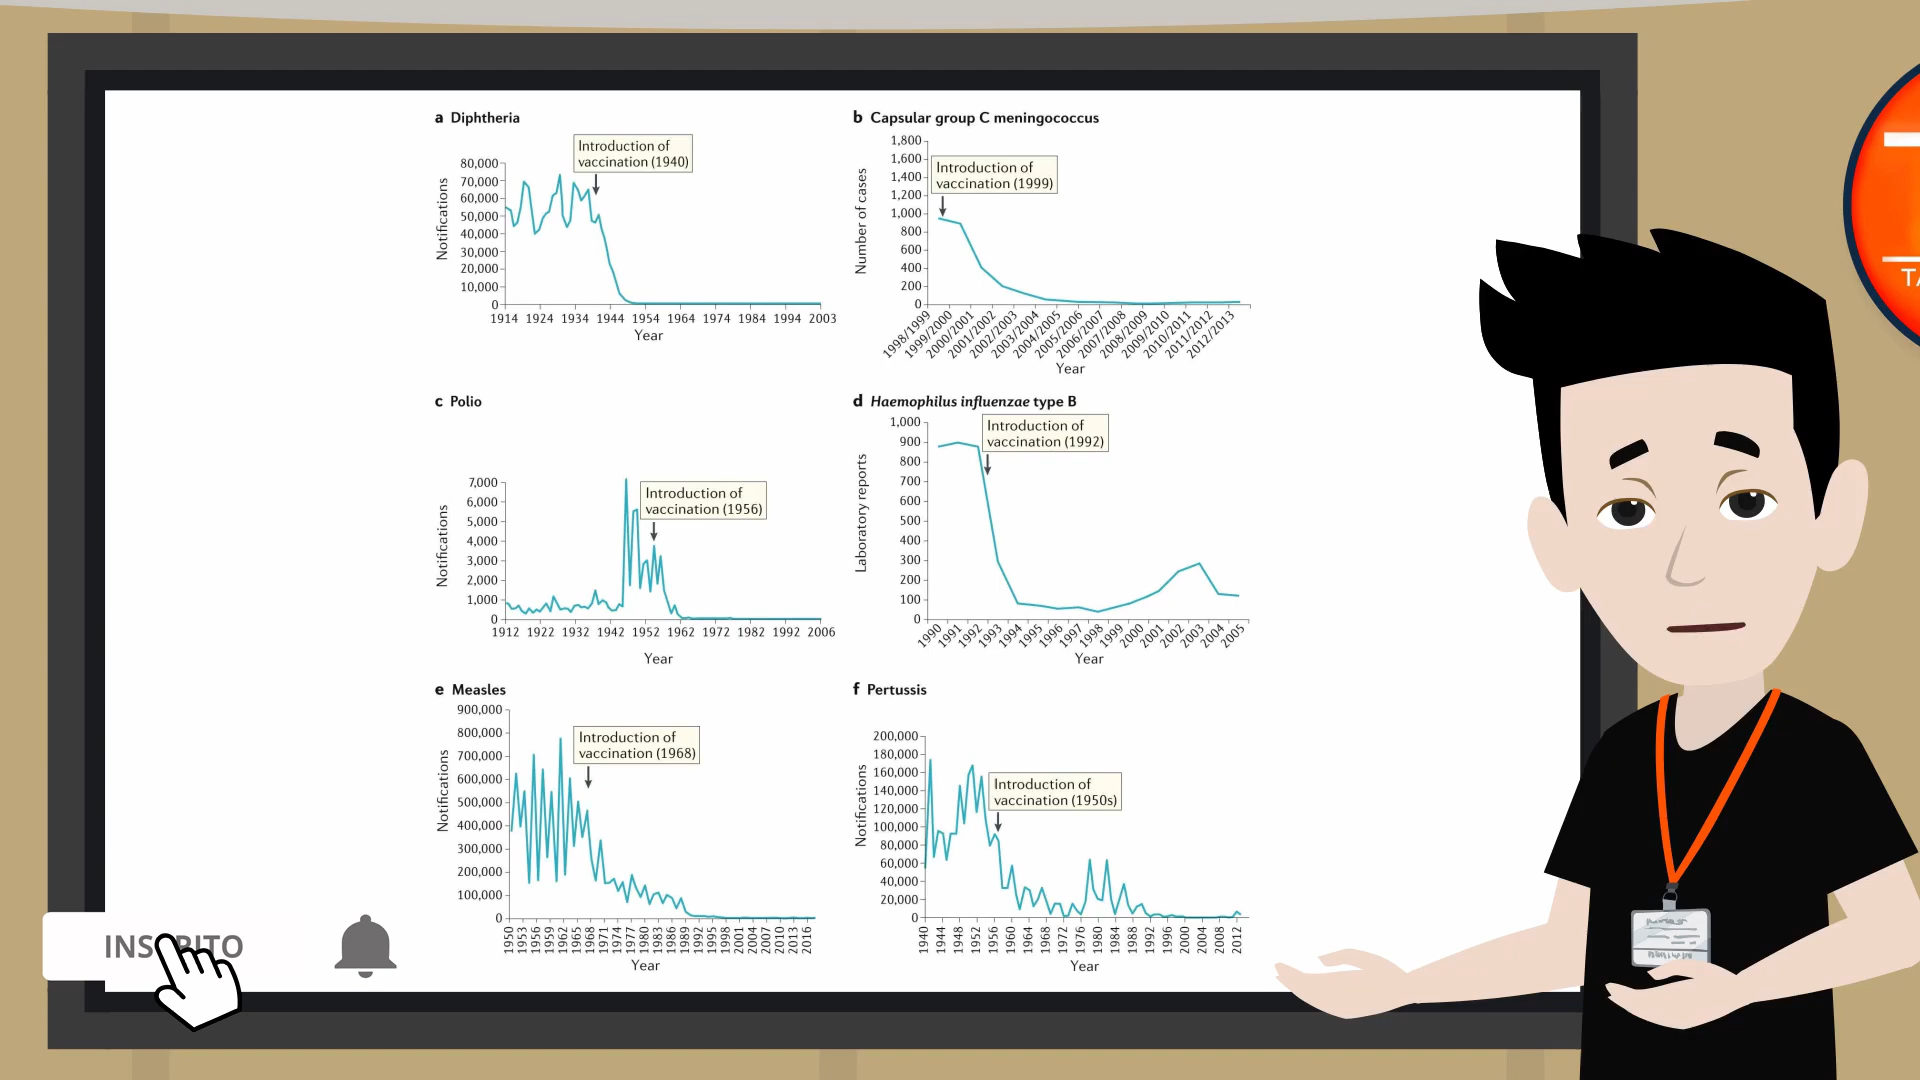 a Diphtheria
Introduction of
vaccination (1940)
80,000
70,000
60,000
50,000
40,000
30,000
20,000
10,000
0
Notifications
1914 1924 1934 1944 1954 1964 1974 1984 1994 2003
Year
b Capsular group C meningococcus
Introduction of
vaccination (1999)
1,800
1,600
1,400
1,200
1,000
800
600
400
200
0
Number of cases
1998/1999 1999/2000 2000/2001 2001/2002 2002/2003 2003/2004 2004/2005 2005/2006 2006/2007 2007/2008 2008/2009 2009/2010 2010/2011 2011/2012 2012/2013
Year
c Polio
Introduction of
vaccination (1956)
7,000
6,000
5,000
4,000
3,000
2,000
1,000
0
Notifications
1912 1922 1932 1942 1952 1962 1972 1982 1992 2006
Year
d Haemophilus influenzae type B
Introduction of
vaccination (1992)
1,000
900
800
700
600
500
400
300
200
100
0
Laboratory reports
1990 1991 1992 1993 1994 1995 1996 1997 1998 1999 2000 2001 2002 2003 2004 2005
Year
e Measles
Introduction of
vaccination (1968)
900,000
800,000
700,000
600,000
500,000
400,000
300,000
200,000
100,000
0
Notifications
1950 1953 1956 1959 1962 1965 1968 1971 1974 1977 1980 1983 1986 1989 1992 1995 1998 2001 2004 2007 2010 2013 2016
Year
f Pertussis
Introduction of
vaccination (1950s)
200,000
180,000
160,000
140,000
120,000
100,000
80,000
60,000
40,000
20,000
0
Notifications
1940 1944 1948 1952 1956 1960 1964 1968 1972 1976 1980 1984 1988 1992 1996 2000 2004 2008 2012
Year